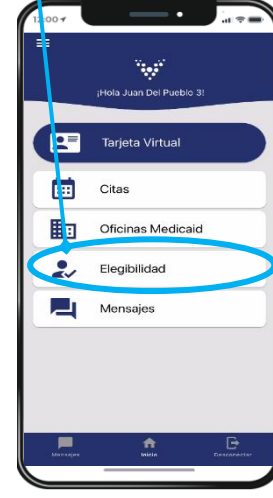 12:00
¡Hola Juan Del Pueblo 3!
Tarjeta Virtual
Citas
Oficinas Medicaid
Elegibilidad
Mensajes
Mensajes Inicio Desconectar